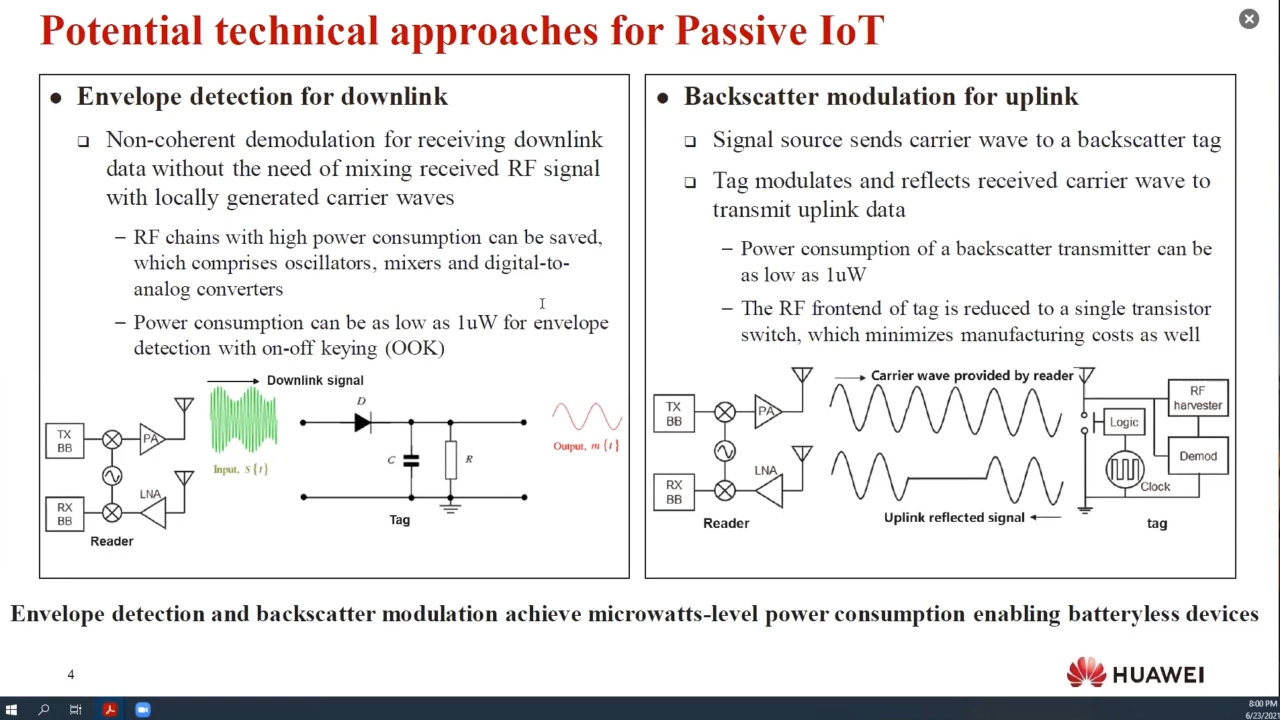 Potential technical approaches for Passive IoT
● Envelope detection for downlink
❑ Non-coherent demodulation for receiving downlink
data without the need of mixing received RF signal
with locally generated carrier waves
– RF chains with high power consumption can be saved,
which comprises oscillators, mixers and digital-to-
analog converters
– Power consumption can be as low as 1uW for envelope
detection with on-off keying (OOK)
Downlink signal
TX
BB
PA
Input, s{t}
RX
BB
LNA
Reader
D
C
R
Tag
Output, m{t}
● Backscatter modulation for uplink
❑ Signal source sends carrier wave to a backscatter tag
❑ Tag modulates and reflects received carrier wave to
transmit uplink data
– Power consumption of a backscatter transmitter can be
as low as 1uW
– The RF frontend of tag is reduced to a single transistor
switch, which minimizes manufacturing costs as well
Carrier wave provided by reader
TX
BB
PA
RX
BB
LNA
Reader
Uplink reflected signal
Logic
Clock
RF
harvester
Demod
tag
Envelope detection and backscatter modulation achieve microwatts-level power consumption enabling batteryless devices
4
HUAWEI
8:00 PM